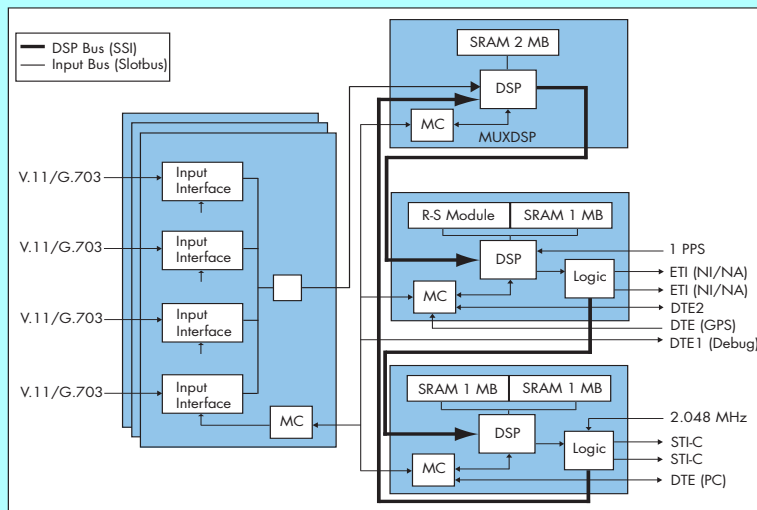 DSP Bus (SSI)
Input Bus (Slotbus)
SRAM 2 MB
DSP
MC
MUXDSP
V.11/G.703
Input
Interface
V.11/G.703
Input
Interface
V.11/G.703
Input
Interface
V.11/G.703
Input
Interface
MC
R-S Module
SRAM 1 MB
DSP
Logic
MC
1 PPS
ETI (NI/NA)
ETI (NI/NA)
DTE2
DTE (GPS)
DTE1 (Debug)
SRAM 1 MB
SRAM 1 MB
DSP
Logic
MC
2.048 MHz
STI-C
STI-C
DTE (PC)